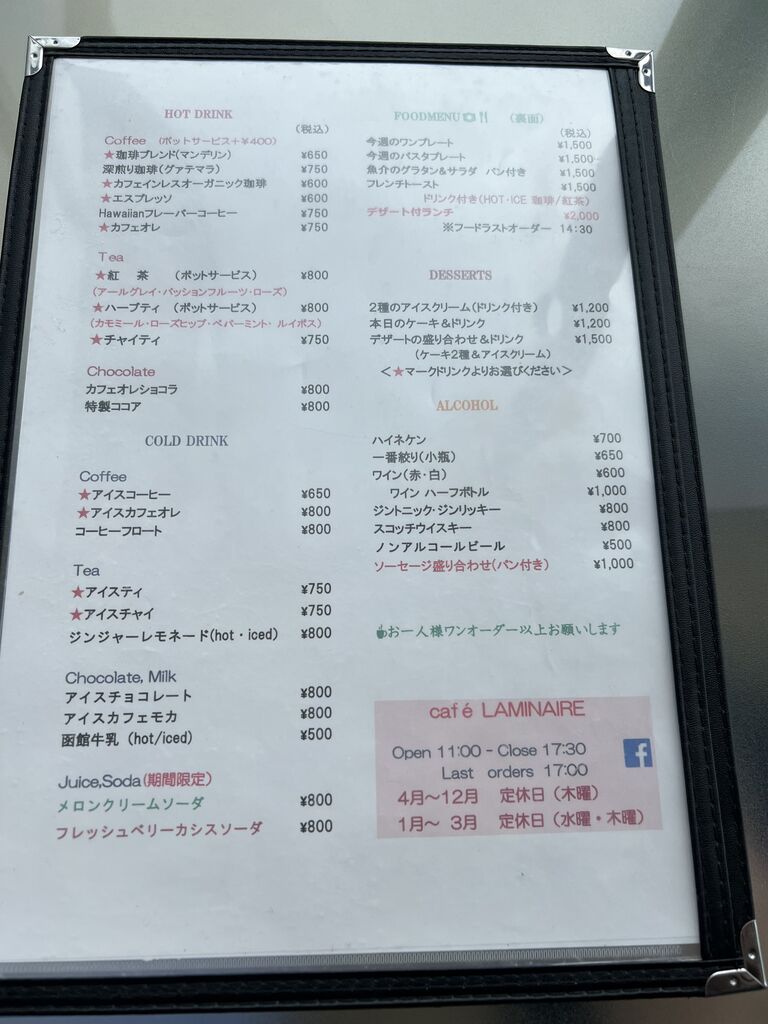 HOT DRINK
(税込)
Coffee (ポットサービス+¥400)
★珈琲ブレンド(マンデリン) ¥650
深煎り珈琲(グァテマラ) ¥750
★カフェインレスオーガニック珈琲 ¥600
★エスプレッソ ¥600
Hawaiianフレーバーコーヒー ¥750
★カフェオレ ¥750
Tea
★紅 茶 (ポットサービス) ¥800
(アールグレイ・パッションフルーツ・ローズ)
★ハーブティ (ポットサービス) ¥800
(カモミール・ローズヒップ・ペパーミント・ルイボス)
★チャイティ ¥750
Chocolate
カフェオレショコラ ¥800
特製ココア ¥800
COLD DRINK
Coffee
★アイスコーヒー ¥650
★アイスカフェオレ ¥800
コーヒーフロート ¥800
Tea
★アイスティ ¥750
★アイスチャイ ¥750
ジンジャーレモネード(hot・iced) ¥800
Chocolate, Milk
アイスチョコレート ¥800
アイスカフェモカ ¥800
函館牛乳 (hot/iced) ¥500
Juice,Soda(期間限定)
メロンクリームソーダ ¥800
フレッシュベリーカシスソーダ ¥800
FOODMENU (裏面)
(税込)
今週のワンプレート ¥1,500
今週のパスタプレート ¥1,500
魚介のグラタン&サラダ パン付き ¥1,500
フレンチトースト ¥1,500
ドリンク付き(HOT・ICE 珈琲/紅茶)
デザート付ランチ ¥2,000
※フードラストオーダー 14:30
DESSERTS
2種のアイスクリーム(ドリンク付き) ¥1,200
本日のケーキ&ドリンク ¥1,200
デザートの盛り合わせ&ドリンク ¥1,500
(ケーキ2種&アイスクリーム)
<★マークドリンクよりお選びください>
ALCOHOL
ハイネケン ¥700
一番絞り(小瓶) ¥650
ワイン(赤・白) ¥600
ワイン ハーフボトル ¥1,000
ジントニック・ジンリッキー ¥800
スコッチウイスキー ¥800
ノンアルコールビール ¥500
ソーセージ盛り合わせ(パン付き) ¥1,000
お一人様ワンオーダー以上お願いします
café LAMINAIRE
Open 11:00 - Close 17:30
Last orders 17:00
4月~12月 定休日 (木曜)
1月~ 3月 定休日 (水曜・木曜)